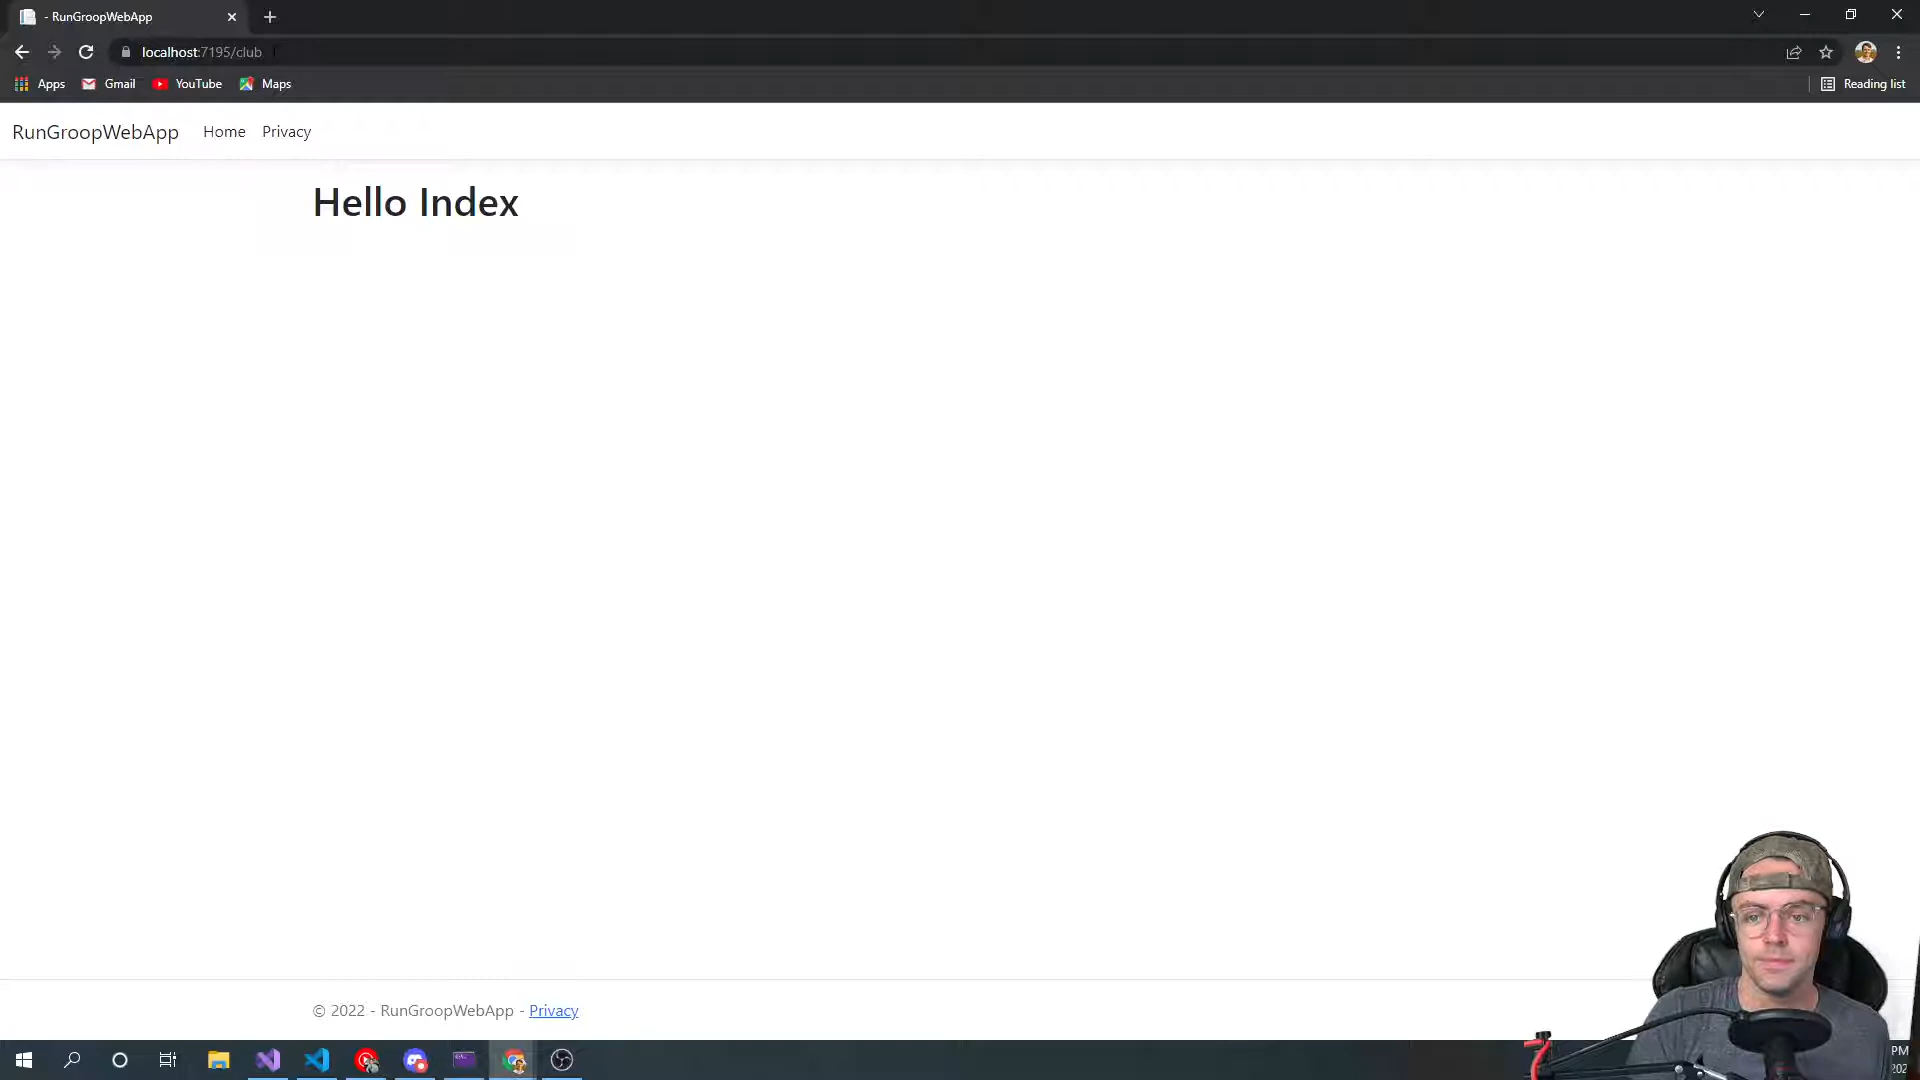 - RunGroopWebApp
localhost:7195/club
Apps Gmail YouTube Maps Reading list
RunGroopWebApp Home Privacy
Hello Index
© 2022 - RunGroopWebApp - Privacy
PM